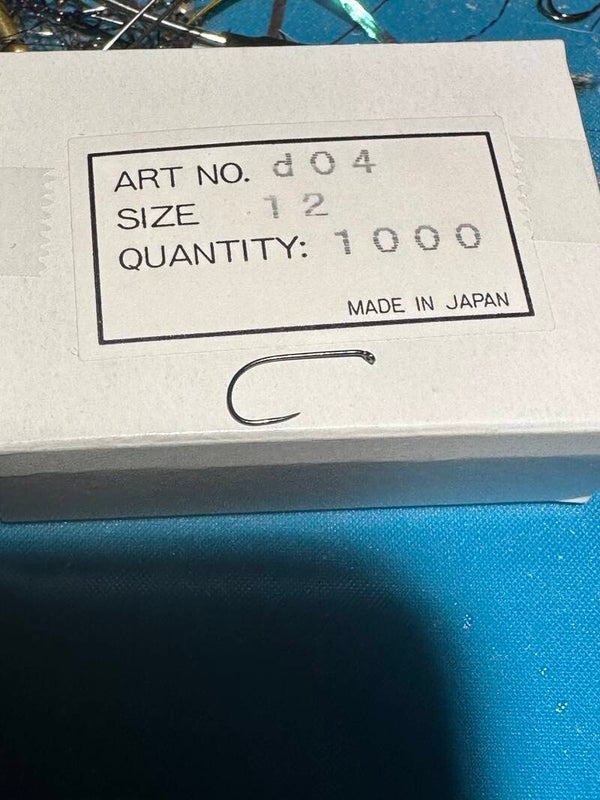 ART NO. d04
SIZE 12
QUANTITY: 1000
MADE IN JAPAN